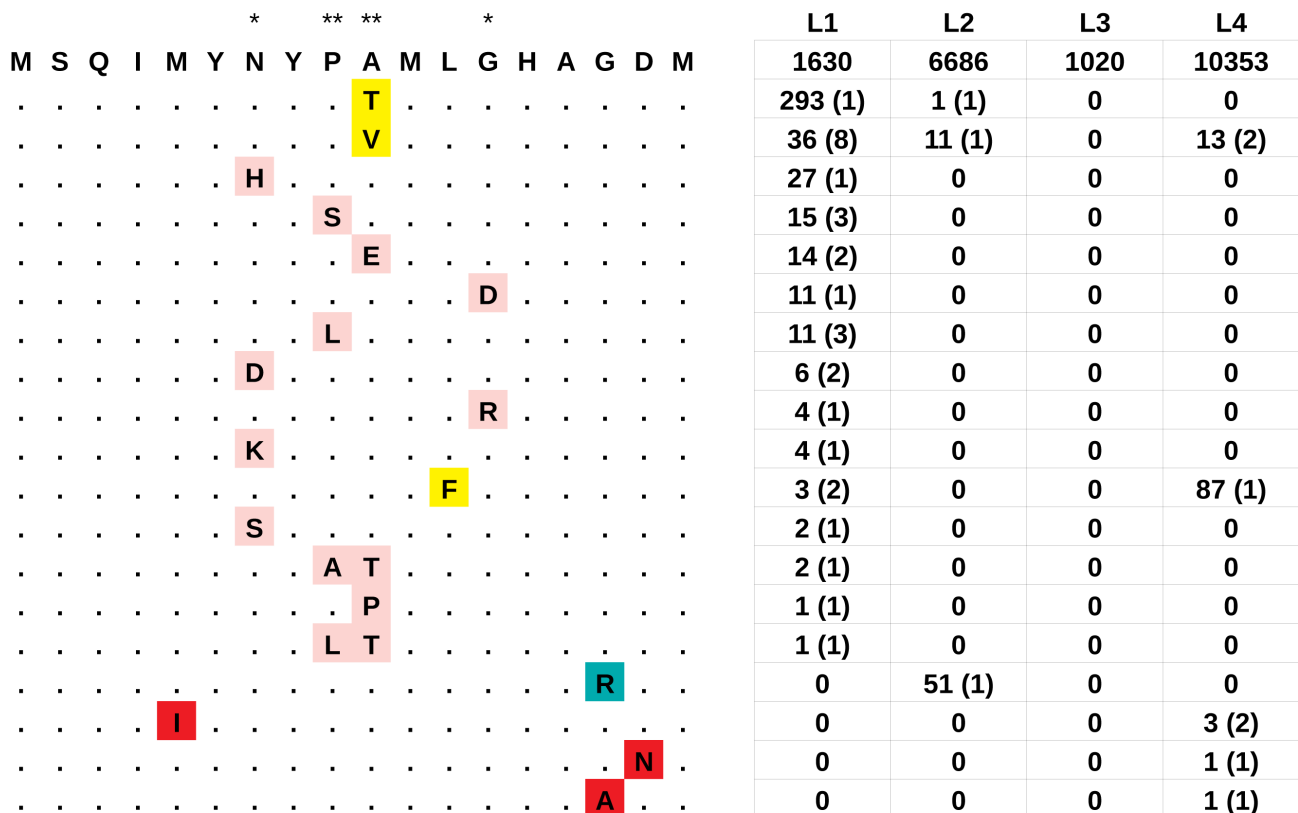 * ** ** * L1 L2 L3 L4
M S Q I M Y N Y P A M L G H A G D M 1630 6686 1020 10353
. . . . . . . . . T . . . . . . . . 293 (1) 1 (1) 0 0
. . . . . . . . . V . . . . . . . . 36 (8) 11 (1) 0 13 (2)
. . . . . . H . . . . . . . . . . . 27 (1) 0 0 0
. . . . . . . . S . . . . . . . . . 15 (3) 0 0 0
. . . . . . . . . E . . . . . . . . 14 (2) 0 0 0
. . . . . . . . . . . . D . . . . . 11 (1) 0 0 0
. . . . . . . . L . . . . . . . . . 11 (3) 0 0 0
. . . . . . D . . . . . . . . . . . 6 (2) 0 0 0
. . . . . . . . . . . . R . . . . . 4 (1) 0 0 0
. . . . . . K . . . . . . . . . . . 4 (1) 0 0 0
. . . . . . . . . . . F . . . . . . 3 (2) 0 0 87 (1)
. . . . . . S . . . . . . . . . . . 2 (1) 0 0 0
. . . . . . . . A T . . . . . . . . 2 (1) 0 0 0
. . . . . . . . . P . . . . . . . . 1 (1) 0 0 0
. . . . . . . . L T . . . . . . . . 1 (1) 0 0 0
. . . . . . . . . . . . . . . R . . 0 51 (1) 0 0
. . . . I . . . . . . . . . . . . . 0 0 0 3 (2)
. . . . . . . . . . . . . . . . N . 0 0 0 1 (1)
. . . . . . . . . . . . . . . A . . 0 0 0 1 (1)